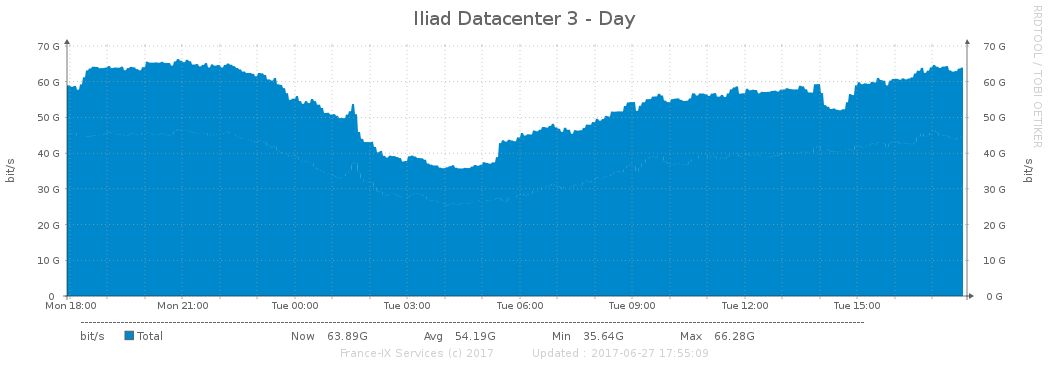 Iliad Datacenter 3 - Day
RRDTOOL / TOBI OETIKER
70 G 70 G
60 G 60 G
50 G 50 G
40 G 40 G
30 G 30 G
20 G 20 G
10 G 10 G
0 0 G
bit/s bit/s
Mon 18:00 Mon 21:00 Tue 00:00 Tue 03:00 Tue 06:00 Tue 09:00 Tue 12:00 Tue 15:00
bit/s Total Now 63.89G Avg 54.19G Min 35.64G Max 66.28G
France-IX Services (c) 2017 Updated : 2017-06-27 17:55:09